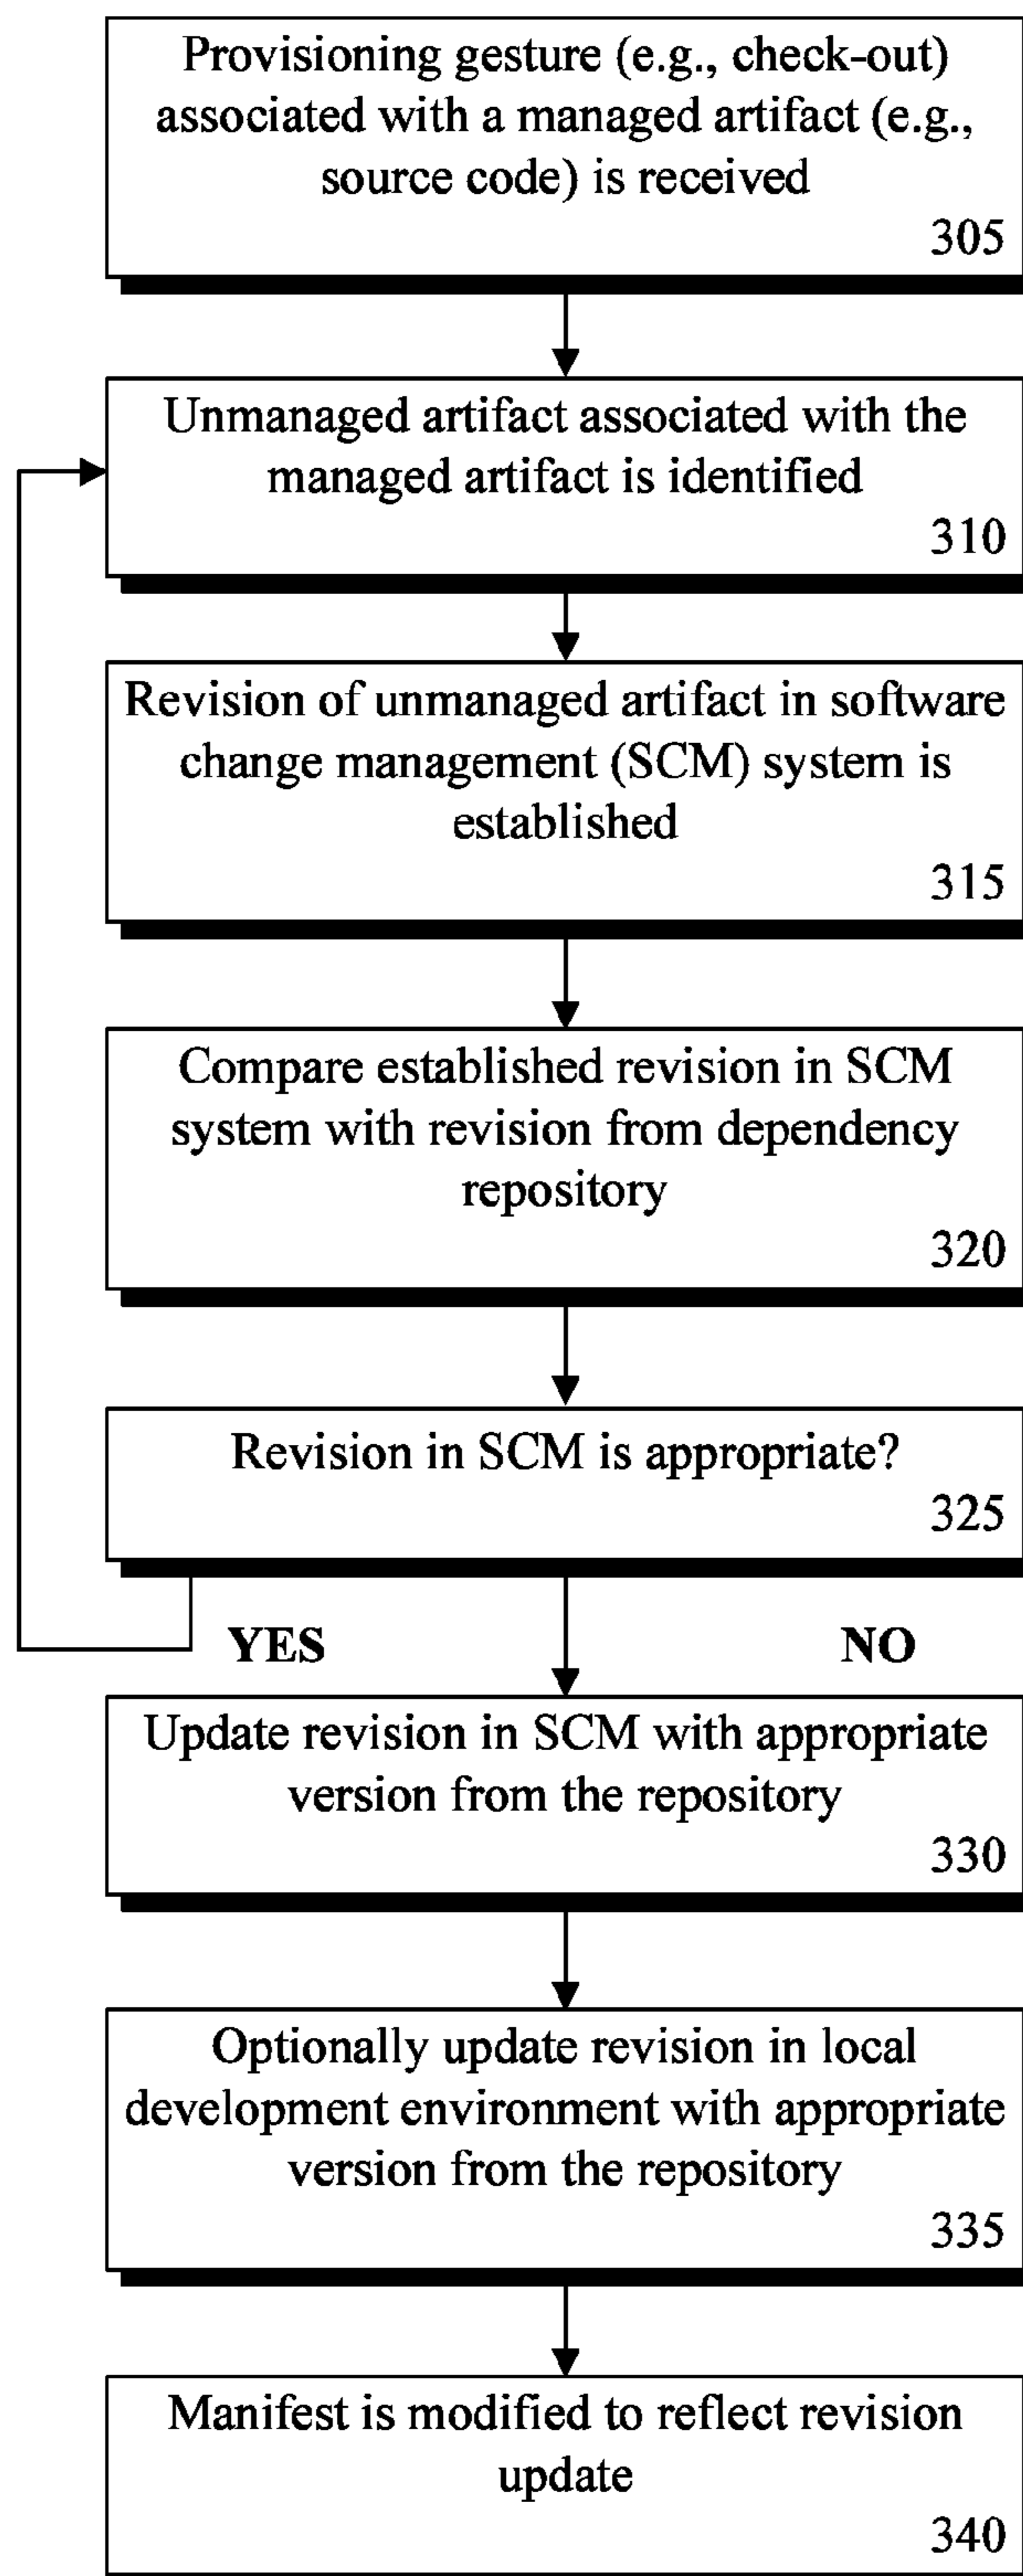 Provisioning gesture (e.g., check-out)
associated with a managed artifact (e.g.,
source code) is received
305
Unmanaged artifact associated with the
managed artifact is identified
310
Revision of unmanaged artifact in software
change management (SCM) system is
established
315
Compare established revision in SCM
system with revision from dependency
repository
320
Revision in SCM is appropriate?
325
YES NO
Update revision in SCM with appropriate
version from the repository
330
Optionally update revision in local
development environment with appropriate
version from the repository
335
Manifest is modified to reflect revision
update
340